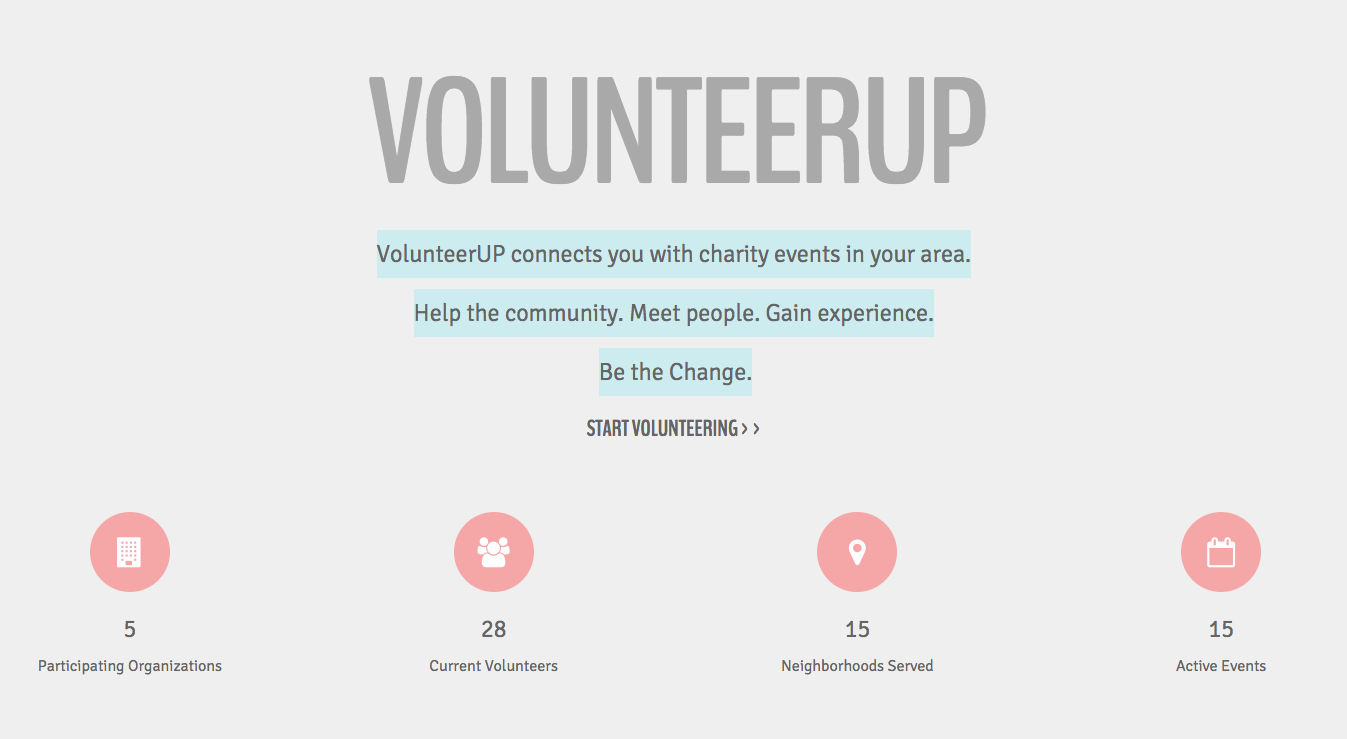 VOLUNTEERUP
VolunteerUP connects you with charity events in your area.
Help the community. Meet people. Gain experience.
Be the Change.
START VOLUNTEERING > >
5
28
15
15
Participating Organizations
Current Volunteers
Neighborhoods Served
Active Events